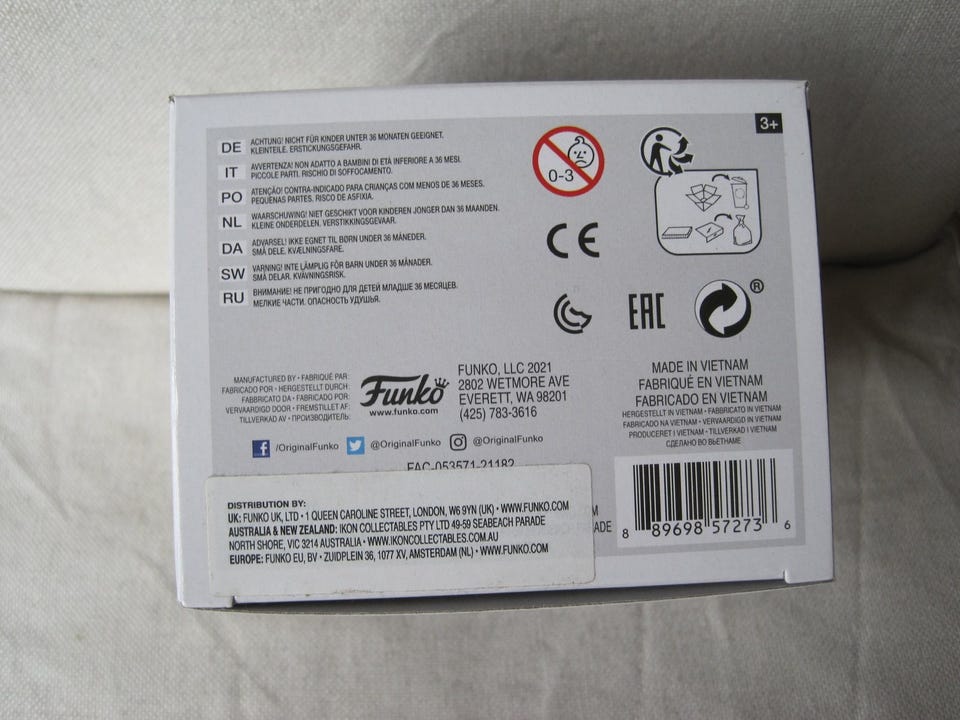 3+
DE ACHTUNG! NICHT FÜR KINDER UNTER 36 MONATEN GEEIGNET.
KLEINTEILE. ERSTICKUNGSGEFAHR.
IT AVVERTENZA! NON ADATTO A BAMBINI DI ETÀ INFERIORE A 36 MESI.
PICCOLE PARTI. RISCHIO DI SOFFOCAMENTO.
PO ATENÇÃO! CONTRA-INDICADO PARA CRIANÇAS COM MENOS DE 36 MESES.
PEQUENAS PARTES. RISCO DE ASFIXIA.
NL WAARSCHUWING! NIET GESCHIKT VOOR KINDEREN JONGER DAN 36 MAANDEN.
KLEINE ONDERDELEN. VERSTIKKINGSGEVAAR.
DA ADVARSEL! IKKE EGNET TIL BØRN UNDER 36 MÅNEDER.
SMÅ DELE. KVÆLNINGSFARE.
SW VARNING! INTE LÄMPLIG FÖR BARN UNDER 36 MÅNADER.
SMÅ DELAR. KVÄVNINGSRISK.
RU ВНИМАНИЕ! НЕ ПРИГОДНО ДЛЯ ДЕТЕЙ МЛАДШЕ 36 МЕСЯЦЕВ.
МЕЛКИЕ ЧАСТИ. ОПАСНОСТЬ УДУШЬЯ.
0-3
CE
EAC
®
MANUFACTURED BY • FABRIQUÉ PAR:
FABRICADO POR • HERGESTELLT DURCH:
FABBRICATO DA • FABRICADO POR:
VERVAARDIGD DOOR • FREMSTILLET AF:
TILLVERKAD AV • ПРОИЗВОДИТЕЛЬ:
Funko
www.funko.com
FUNKO, LLC 2021
2802 WETMORE AVE
EVERETT, WA 98201
(425) 783-3616
MADE IN VIETNAM
FABRIQUÉ EN VIETNAM
FABRICADO EN VIETNAM
HERGESTELLT IN VIETNAM • FABBRICATO IN VIETNAM
FABRICADO NA VIETNAM • VERVAARDIGD IN VIETNAM
PRODUCERET I VIETNAM • TILLVERKAD I VIETNAM
СДЕЛАНО ВО ВЬЕТНАМЕ
f /OriginalFunko @OriginalFunko @OriginalFunko
FAC-053571-21182
DISTRIBUTION BY:
UK: FUNKO UK, LTD • 1 QUEEN CAROLINE STREET, LONDON, W6 9YN (UK) • WWW.FUNKO.COM
AUSTRALIA & NEW ZEALAND: IKON COLLECTABLES PTY LTD 49-59 SEABEACH PARADE
NORTH SHORE, VIC 3214 AUSTRALIA • WWW.IKONCOLLECTABLES.COM.AU
EUROPE: FUNKO EU, BV • ZUIDPLEIN 36, 1077 XV, AMSTERDAM (NL) • WWW.FUNKO.COM
8 89698 57273 6